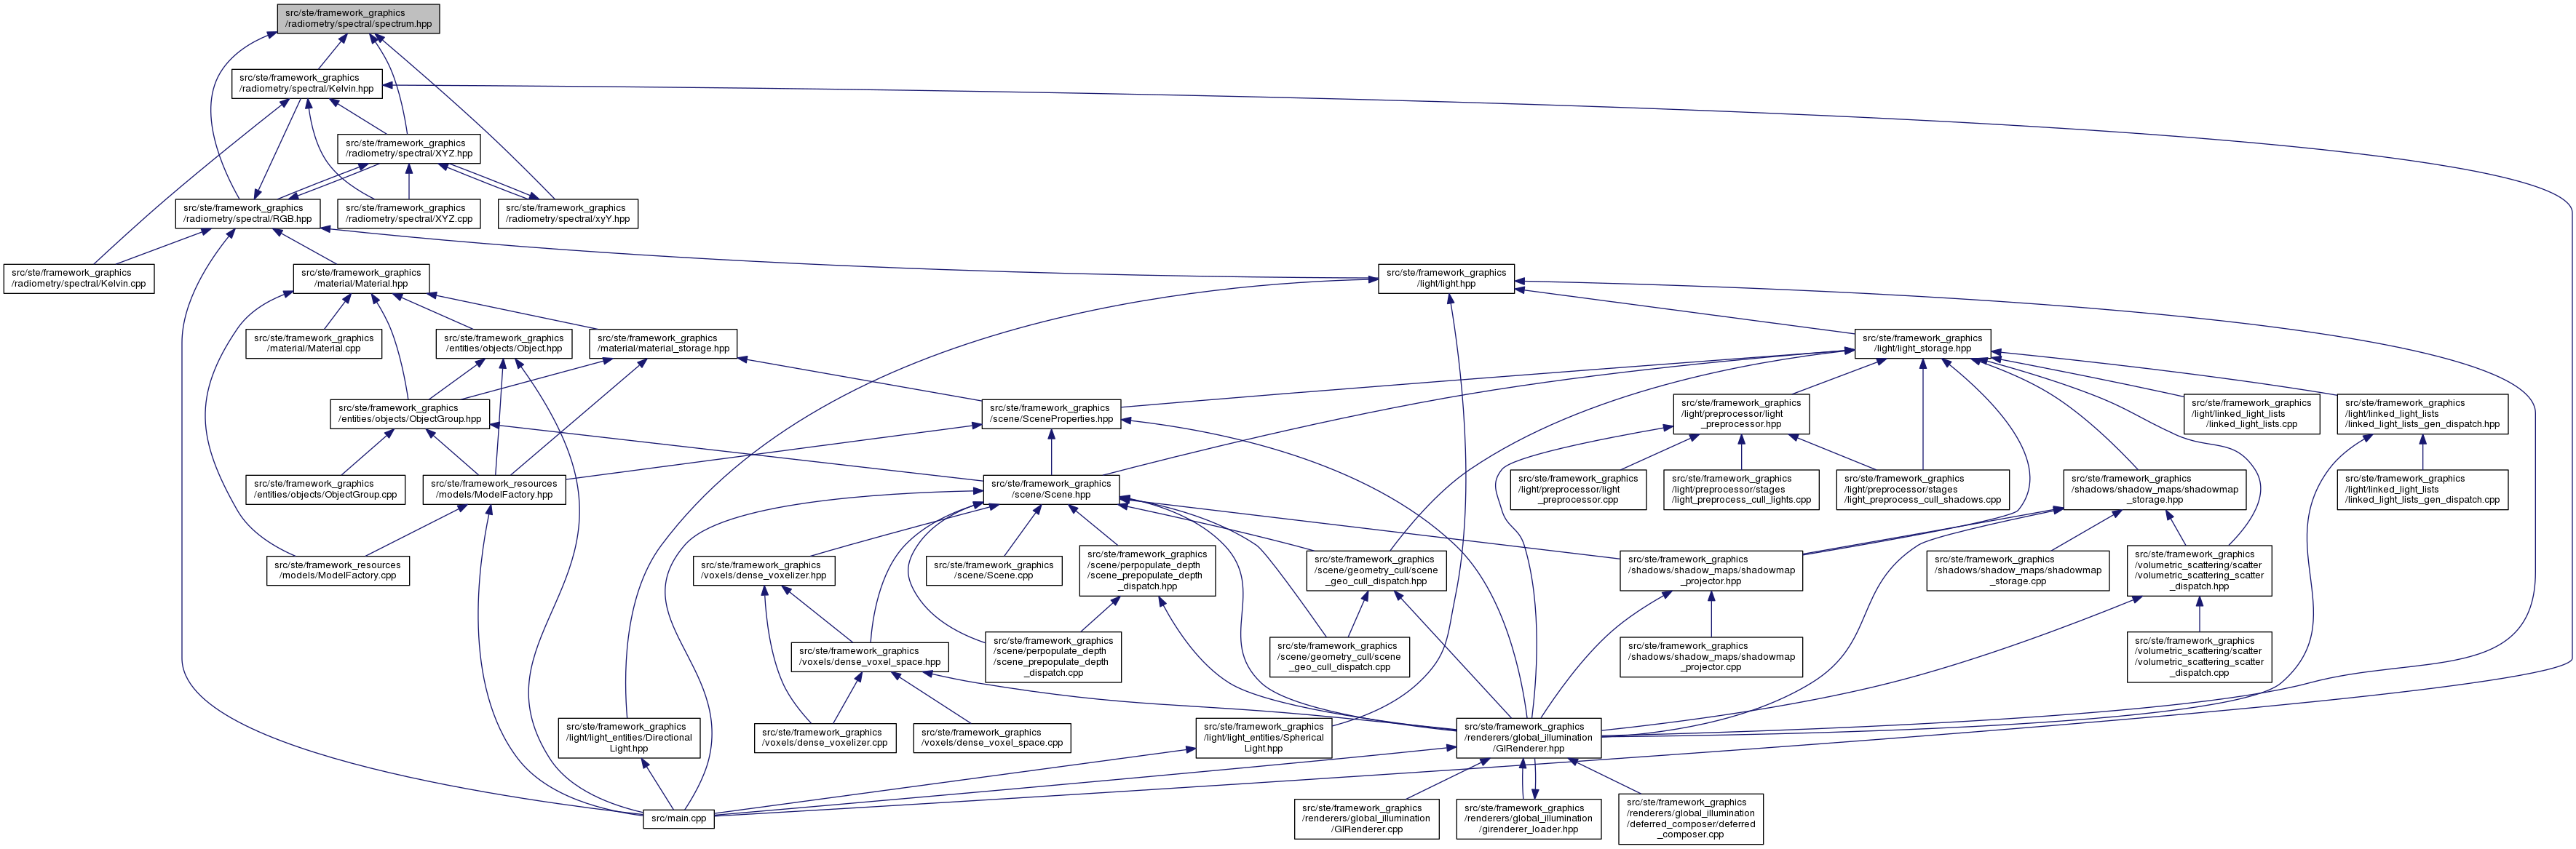 src/ste/framework_graphics
/radiometry/spectral/spectrum.hpp
src/ste/framework_graphics
/radiometry/spectral/Kelvin.hpp
src/ste/framework_graphics
/radiometry/spectral/XYZ.hpp
src/ste/framework_graphics
/radiometry/spectral/RGB.hpp
src/ste/framework_graphics
/radiometry/spectral/XYZ.cpp
src/ste/framework_graphics
/radiometry/spectral/xyY.hpp
src/ste/framework_graphics
/radiometry/spectral/Kelvin.cpp
src/ste/framework_graphics
/material/Material.hpp
src/ste/framework_graphics
/light/light.hpp
src/ste/framework_graphics
/material/Material.cpp
src/ste/framework_graphics
/entities/objects/Object.hpp
src/ste/framework_graphics
/material/material_storage.hpp
src/ste/framework_graphics
/light/light_storage.hpp
src/ste/framework_graphics
/entities/objects/ObjectGroup.hpp
src/ste/framework_graphics
/scene/SceneProperties.hpp
src/ste/framework_graphics
/light/preprocessor/light
_preprocessor.hpp
src/ste/framework_graphics
/light/linked_light_lists
/linked_light_lists.cpp
src/ste/framework_graphics
/light/linked_light_lists
/linked_light_lists_gen_dispatch.hpp
src/ste/framework_graphics
/entities/objects/ObjectGroup.cpp
src/ste/framework_resources
/models/ModelFactory.hpp
src/ste/framework_graphics
/scene/Scene.hpp
src/ste/framework_graphics
/light/preprocessor/light
_preprocessor.cpp
src/ste/framework_graphics
/light/preprocessor/stages
/light_preprocess_cull_lights.cpp
src/ste/framework_graphics
/light/preprocessor/stages
/light_preprocess_cull_shadows.cpp
src/ste/framework_graphics
/shadows/shadow_maps/shadowmap
_storage.hpp
src/ste/framework_graphics
/light/linked_light_lists
/linked_light_lists_gen_dispatch.cpp
src/ste/framework_resources
/models/ModelFactory.cpp
src/ste/framework_graphics
/voxels/dense_voxelizer.hpp
src/ste/framework_graphics
/scene/Scene.cpp
src/ste/framework_graphics
/scene/perpopulate_depth
/scene_prepopulate_depth
_dispatch.hpp
src/ste/framework_graphics
/scene/geometry_cull/scene
_geo_cull_dispatch.hpp
src/ste/framework_graphics
/shadows/shadow_maps/shadowmap
_projector.hpp
src/ste/framework_graphics
/shadows/shadow_maps/shadowmap
_storage.cpp
src/ste/framework_graphics
/volumetric_scattering/scatter
/volumetric_scattering_scatter
_dispatch.hpp
src/ste/framework_graphics
/voxels/dense_voxel_space.hpp
src/ste/framework_graphics
/scene/perpopulate_depth
/scene_prepopulate_depth
_dispatch.cpp
src/ste/framework_graphics
/scene/geometry_cull/scene
_geo_cull_dispatch.cpp
src/ste/framework_graphics
/shadows/shadow_maps/shadowmap
_projector.cpp
src/ste/framework_graphics
/volumetric_scattering/scatter
/volumetric_scattering_scatter
_dispatch.cpp
src/ste/framework_graphics
/light/light_entities/Directional
Light.hpp
src/ste/framework_graphics
/voxels/dense_voxelizer.cpp
src/ste/framework_graphics
/voxels/dense_voxel_space.cpp
src/ste/framework_graphics
/light/light_entities/Spherical
Light.hpp
src/ste/framework_graphics
/renderers/global_illumination
/GIRenderer.hpp
src/main.cpp
src/ste/framework_graphics
/renderers/global_illumination
/GIRenderer.cpp
src/ste/framework_graphics
/renderers/global_illumination
/girenderer_loader.hpp
src/ste/framework_graphics
/renderers/global_illumination
/deferred_composer/deferred
_composer.cpp